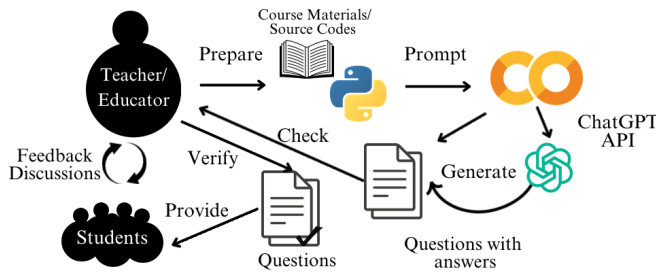 Course Materials/
Source Codes
Prepare
Prompt
Teacher/
Educator
ChatGPT
API
Check
Verify
Feedback
Discussions
Generate
Provide
Students
Questions
Questions with
answers